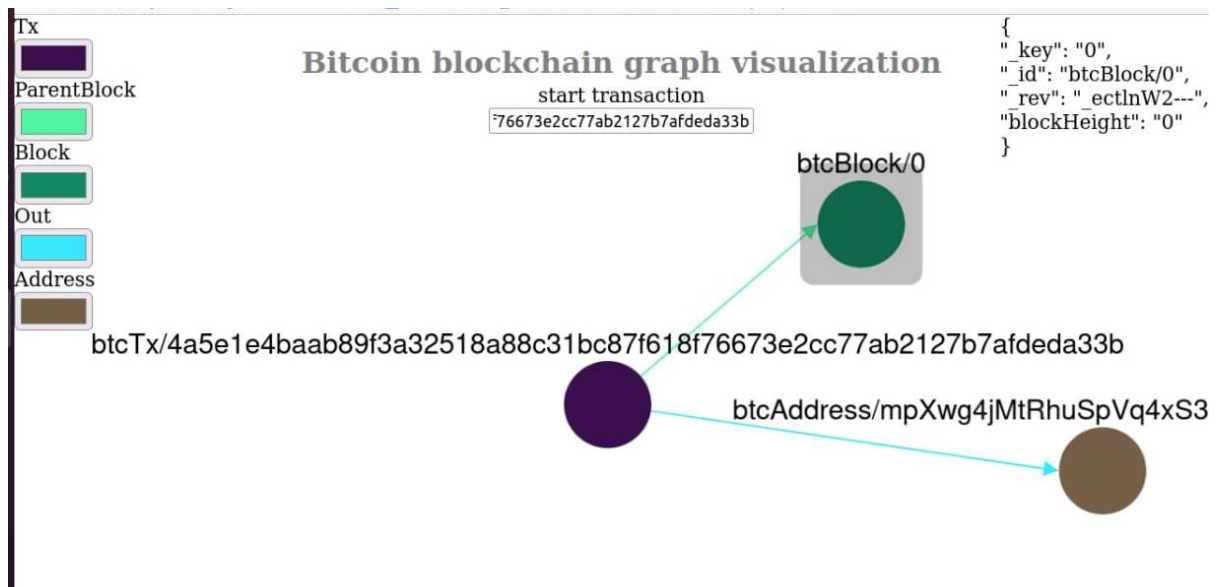 Tx
ParentBlock
Block
Out
Address
Bitcoin blockchain graph visualization
start transaction
76673e2cc77ab2127b7afdeda33b
{
"_key": "0",
"_id": "btcBlock/0",
"_rev": "_ectlnW2---",
"blockHeight": "0"
}
btcBlock/0
btcTx/4a5e1e4baab89f3a32518a88c31bc87f618f76673e2cc77ab2127b7afdeda33b
btcAddress/mpXwg4jMtRhuSpVq4xS3